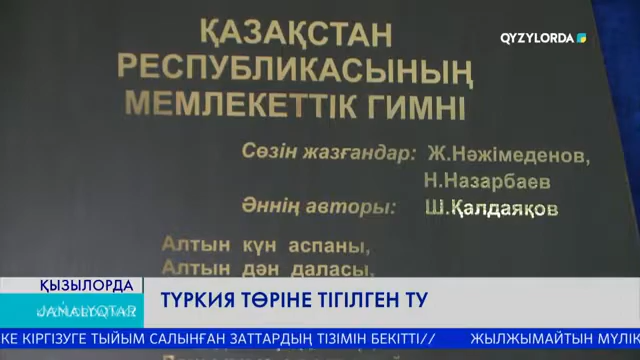 QYZYLORDA
ҚАЗАҚСТАН
РЕСПУБЛИКАСЫНЫҢ
МЕМЛЕКЕТТІК ГИМНІ
Сөзін жазғандар: Ж.Нәжімеденов,
Н.Назарбаев
Әннің авторы: Ш.Қалдаяқов
Алтын күн аспаны,
Алтын дән даласы,
ҚЫЗЫЛОРДА
JAŃALYQTAR
ТҮРКИЯ ТӨРІНЕ ТІГІЛГЕН ТУ
КЕ КІРГІЗУГЕ ТЫЙЫМ САЛЫНҒАН ЗАТТАРДЫҢ ТІЗІМІН БЕКІТТІ// ЖЫЛЖЫМАЙТЫН МҮЛІК